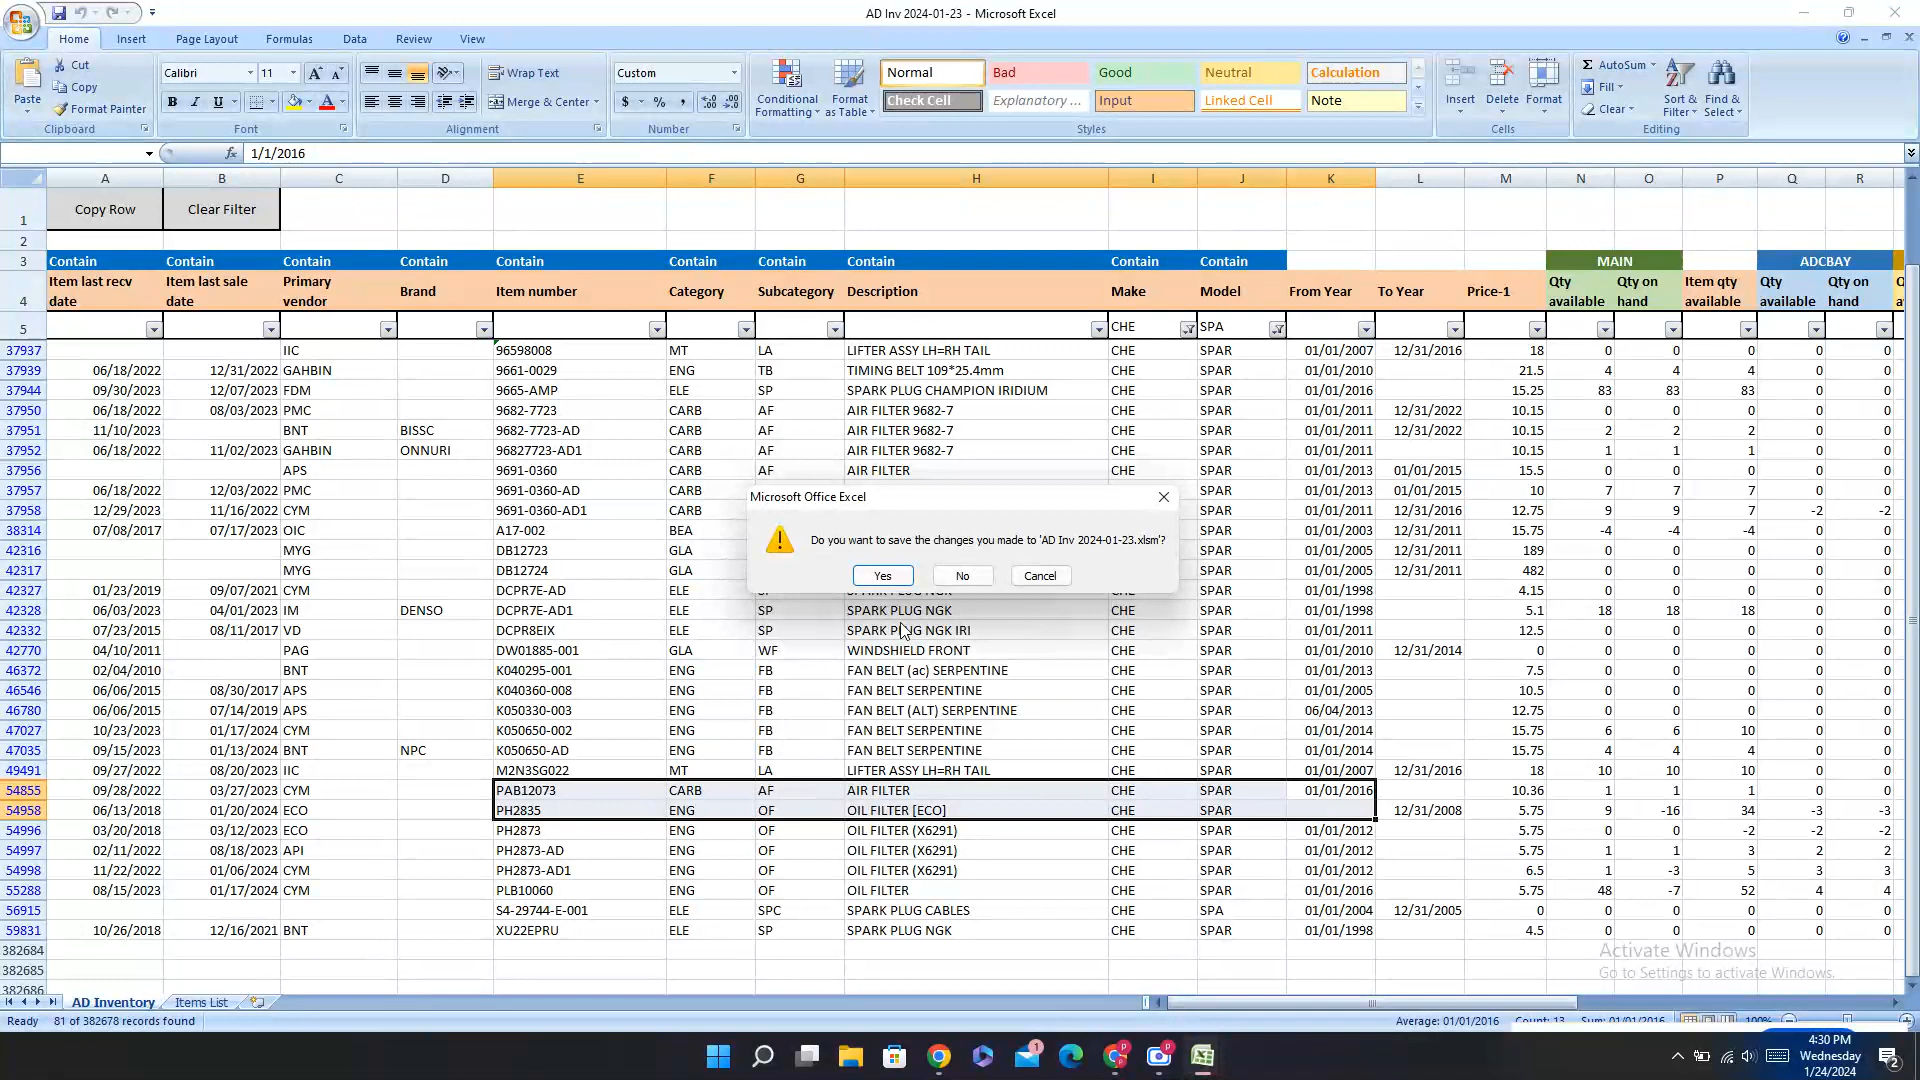 AD Inv 2024-01-23 - Microsoft Excel
Home Insert Page Layout Formulas Data Review View
Cut
Copy
Format Painter
Paste
Clipboard
Calibri 11
B I U
Font
Wrap Text
Merge & Center
Alignment
Custom
$ % ,
Number
Conditional Formatting
Format as Table
Normal Bad Good Neutral Calculation
Check Cell Explanatory ... Input Linked Cell Note
Styles
Insert Delete Format
Cells
AutoSum
Fill
Clear
Sort & Filter
Find & Select
Editing
fx 1/1/2016
A B C D E F G H I J K L M N O P Q R
1 Copy Row Clear Filter
2
3 Contain Contain Contain Contain Contain Contain Contain Contain Contain Contain MAIN ADCBAY
4 Item last recv date Item last sale date Primary vendor Brand Item number Category Subcategory Description Make Model From Year To Year Price-1 Qty available Qty on hand Item qty available Qty available Qty on hand
5 CHE SPA
37937 IIC 96598008 MT LA LIFTER ASSY LH=RH TAIL CHE SPAR 01/01/2007 12/31/2016 18 0 0 0 0 0
37939 06/18/2022 12/31/2022 GAHBIN 9661-0029 ENG TB TIMING BELT 109*25.4mm CHE SPAR 01/01/2010 21.5 4 4 4 0 0
37944 09/30/2023 12/07/2023 FDM 9665-AMP ELE SP SPARK PLUG CHAMPION IRIDIUM CHE SPAR 01/01/2016 15.25 83 83 83 0 0
37950 06/18/2022 08/03/2023 PMC 9682-7723 CARB AF AIR FILTER 9682-7 CHE SPAR 01/01/2011 12/31/2022 10.15 0 0 0 0 0
37951 11/10/2023 BNT BISSC 9682-7723-AD CARB AF AIR FILTER 9682-7 CHE SPAR 01/01/2011 12/31/2022 10.15 2 2 2 0 0
37952 06/18/2022 11/02/2023 GAHBIN ONNURI 96827723-AD1 CARB AF AIR FILTER 9682-7 CHE SPAR 01/01/2011 10.15 1 1 1 0 0
37956 APS 9691-0360 CARB AF AIR FILTER CHE SPAR 01/01/2013 01/01/2015 15.5 0 0 0 0 0
37957 06/18/2022 12/03/2022 PMC 9691-0360-AD CARB SPAR 01/01/2013 01/01/2015 10 7 7 7 0 0
37958 12/29/2023 11/16/2022 CYM 9691-0360-AD1 CARB SPAR 01/01/2013 12/31/2016 12.75 9 9 7 -2 -2
38314 07/08/2017 07/17/2023 OIC A17-002 BEA SPAR 01/01/2003 12/31/2011 15.75 -4 -4 -4 0 0
42316 MYG DB12723 GLA SPAR 01/01/2005 12/31/2011 189 0 0 0 0 0
42317 MYG DB12724 GLA SPAR 01/01/2005 12/31/2011 482 0 0 0 0 0
Microsoft Office Excel
Do you want to save the changes you made to 'AD Inv 2024-01-23.xlsm'?
Yes No Cancel
42327 01/23/2019 09/07/2021 CYM DCPR7E-AD ELE SPAR 01/01/1998 4.15 0 0 0 0 0
42328 06/03/2023 04/01/2023 IM DENSO DCPR7E-AD1 ELE SP SPARK PLUG NGK CHE SPAR 01/01/1998 5.1 18 18 18 0 0
42332 07/23/2015 08/11/2017 VD DCPR8EIX ELE SP SPARK PLUG NGK IRI CHE SPAR 01/01/2011 12.5 0 0 0 0 0
42770 04/10/2011 PAG DW01885-001 GLA WF WINDSHIELD FRONT CHE SPAR 01/01/2010 12/31/2014 0 0 0 0 0 0
46372 02/04/2010 BNT K040295-001 ENG FB FAN BELT (ac) SERPENTINE CHE SPAR 01/01/2013 7.5 0 0 0 0 0
46546 06/06/2015 08/30/2017 APS K040360-008 ENG FB FAN BELT SERPENTINE CHE SPAR 01/01/2005 10.5 0 0 0 0 0
46780 06/06/2015 07/14/2019 APS K050330-003 ENG FB FAN BELT (ALT) SERPENTINE CHE SPAR 06/04/2013 12.75 0 0 0 0 0
47027 10/23/2023 01/17/2024 CYM K050650-002 ENG FB FAN BELT SERPENTINE CHE SPAR 01/01/2014 15.75 6 6 10 0 0
47035 09/15/2023 01/13/2024 BNT NPC K050650-AD ENG FB FAN BELT SERPENTINE CHE SPAR 01/01/2014 15.75 4 4 4 0 0
49491 09/27/2022 08/20/2023 IIC M2N3SG022 MT LA LIFTER ASSY LH=RH TAIL CHE SPAR 01/01/2007 12/31/2016 18 10 10 10 0 0
54855 09/28/2022 03/27/2023 CYM PAB12073 CARB AF AIR FILTER CHE SPAR 01/01/2016 10.36 1 1 1 0 0
54958 06/13/2018 01/20/2024 ECO PH2835 ENG OF OIL FILTER [ECO] CHE SPAR 12/31/2008 5.75 9 -16 34 -3 -3
54996 03/20/2018 03/12/2023 ECO PH2873 ENG OF OIL FILTER (X6291) CHE SPAR 01/01/2012 5.75 0 0 -2 -2 -2
54997 02/11/2022 08/18/2023 API PH2873-AD ENG OF OIL FILTER (X6291) CHE SPAR 01/01/2012 5.75 1 1 3 2 2
54998 11/22/2022 01/06/2024 CYM PH2873-AD1 ENG OF OIL FILTER (X6291) CHE SPAR 01/01/2012 6.5 1 -3 5 3 3
55288 08/15/2023 01/17/2024 CYM PLB10060 ENG OF OIL FILTER CHE SPAR 01/01/2016 5.75 48 -7 52 4 4
56915 S4-29744-E-001 ELE SPC SPARK PLUG CABLES CHE SPA 01/01/2004 12/31/2005 0 0 0 0 0 0
59831 10/26/2018 12/16/2021 BNT XU22EPRU ELE SP SPARK PLUG NGK CHE SPAR 01/01/1998 4.5 0 0 0 0 0
382684
382685
382686
Activate Windows
Go to Settings to activate Windows.
AD Inventory Items List
Ready 81 of 382678 records found Average: 01/01/2016 Count: 13 Sum: 01/01/2016 100%
4:30 PM
Wednesday
1/24/2024